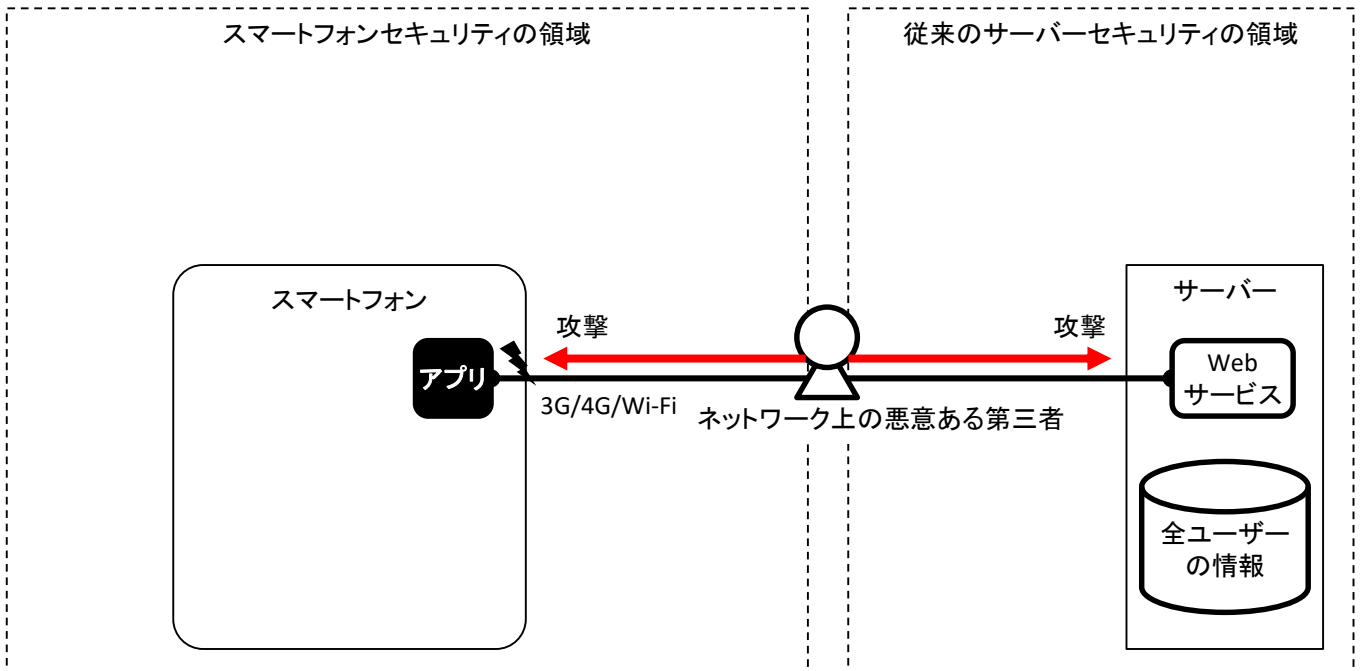 スマートフォンセキュリティの領域
従来のサーバーセキュリティの領域
スマートフォン
サーバー
攻撃
攻撃
アプリ
Web
サービス
3G/4G/Wi-Fi
ネットワーク上の悪意ある第三者
全ユーザー
の情報